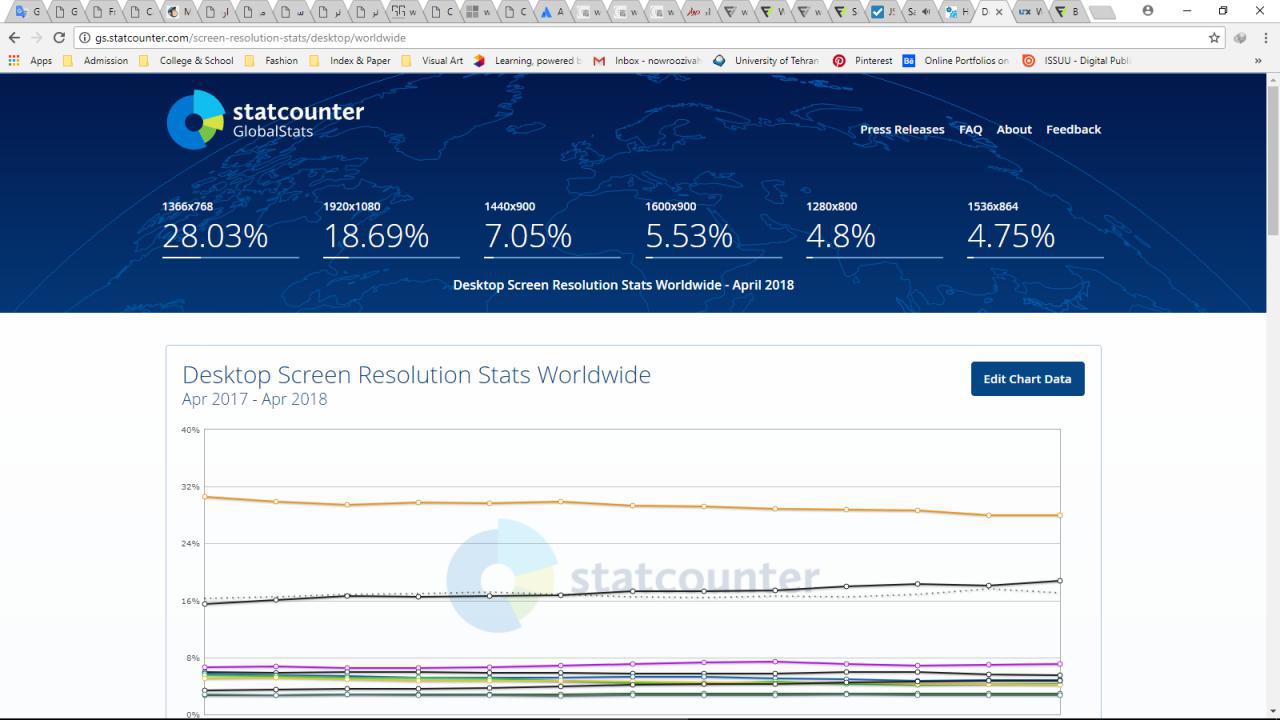 gs.statcounter.com/screen-resolution-stats/desktop/worldwide
Apps Admission College & School Fashion Index & Paper Visual Art Learning, powered b Inbox - nowroozivah University of Tehran Pinterest Online Portfolios on ISSUU - Digital Publ »
statcounter
GlobalStats
Press Releases FAQ About Feedback
1366x768 1920x1080 1440x900 1600x900 1280x800 1536x864
28.03% 18.69% 7.05% 5.53% 4.8% 4.75%
Desktop Screen Resolution Stats Worldwide - April 2018
Desktop Screen Resolution Stats Worldwide
Edit Chart Data
Apr 2017 - Apr 2018
40%
32%
24%
statcounter
16%
8%
0%